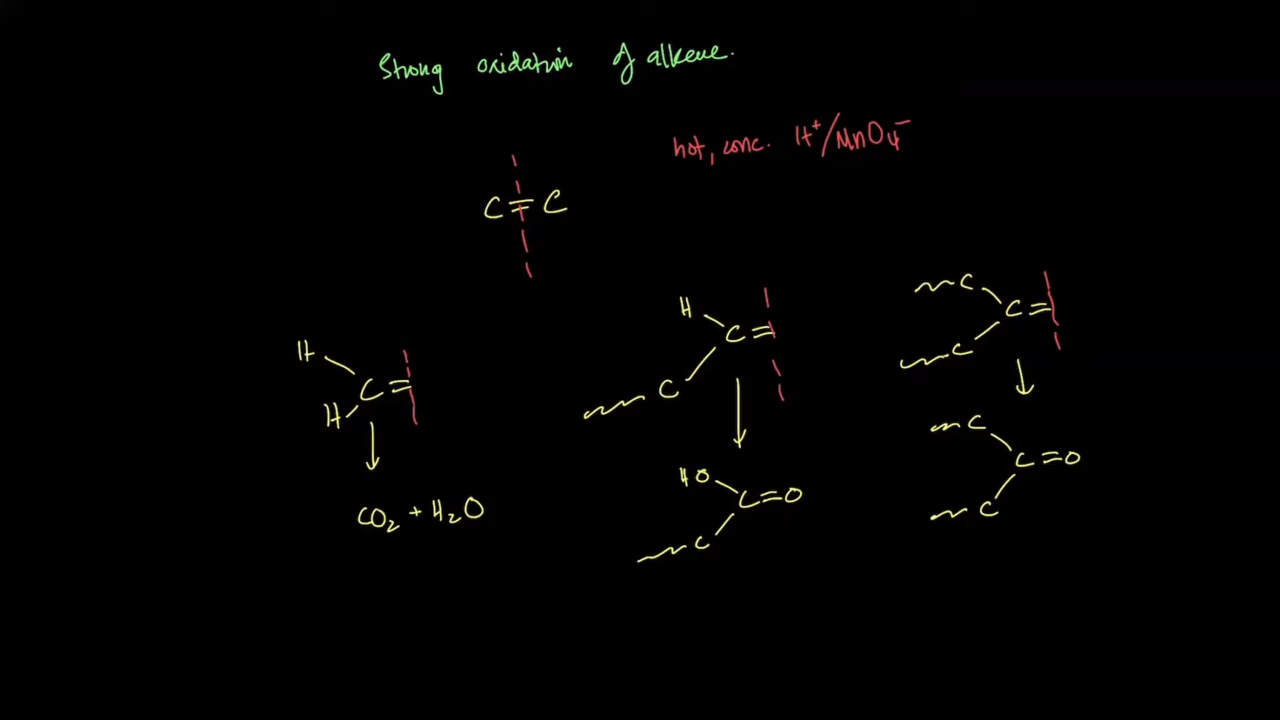 Strong oxidation of alkene.
hot, conc. H⁺/MnO₄⁻
C=C
C
H
C=
C=
H
C=
C
C
H
C
HO
C=O
C=O
CO₂ + H₂O
C
C